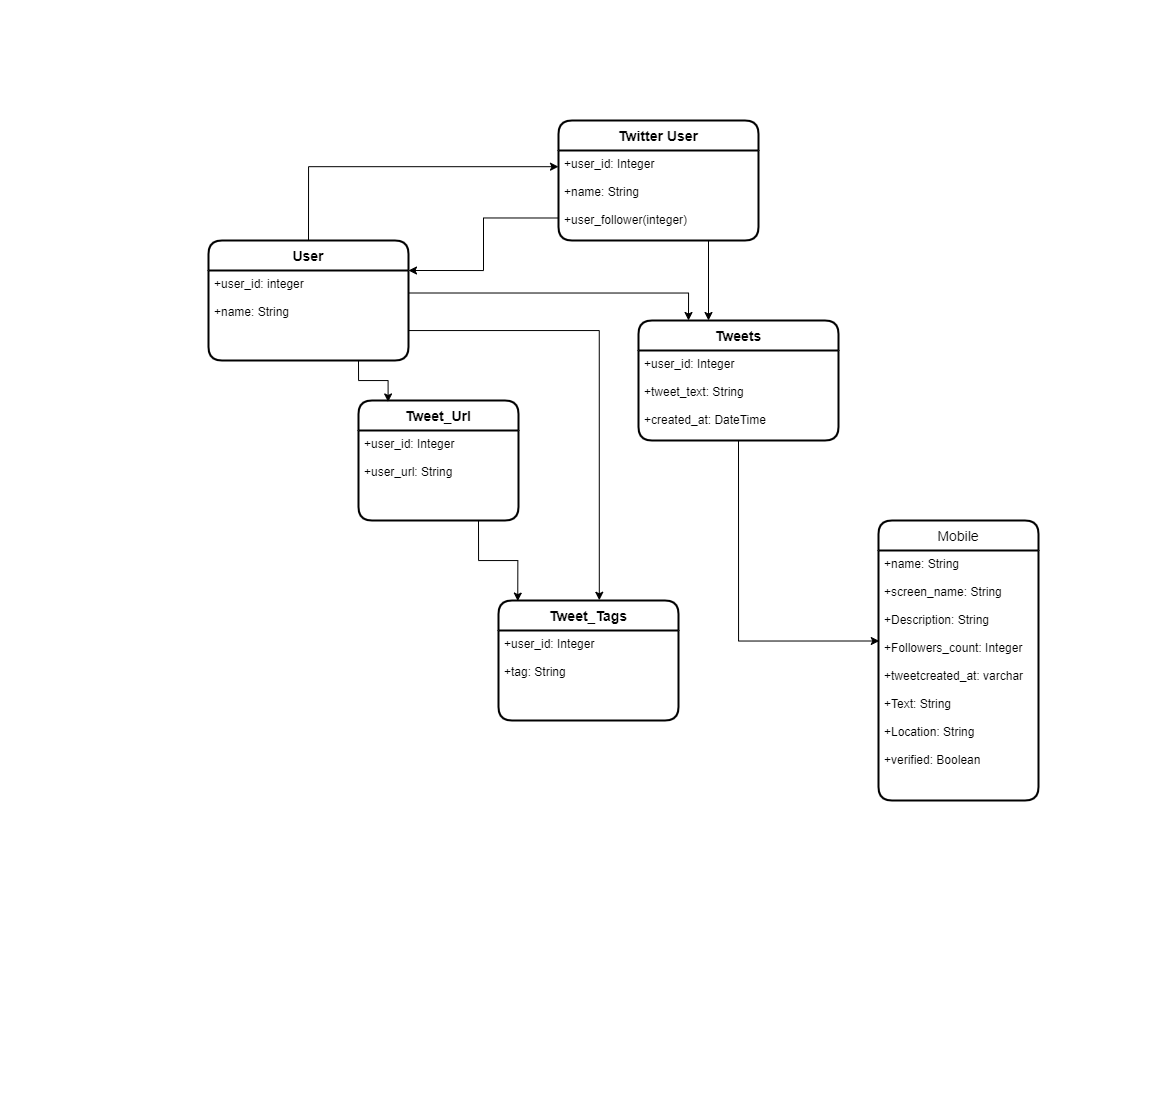 Twitter User
+user_id: Integer
+name: String
+user_follower(integer)
User
+user_id: integer
+name: String
Tweets
+user_id: Integer
+tweet_text: String
+created_at: DateTime
Tweet_Url
+user_id: Integer
+user_url: String
Mobile
+name: String
+screen_name: String
+Description: String
+Followers_count: Integer
+tweetcreated_at: varchar
+Text: String
+Location: String
+verified: Boolean
Tweet_Tags
+user_id: Integer
+tag: String